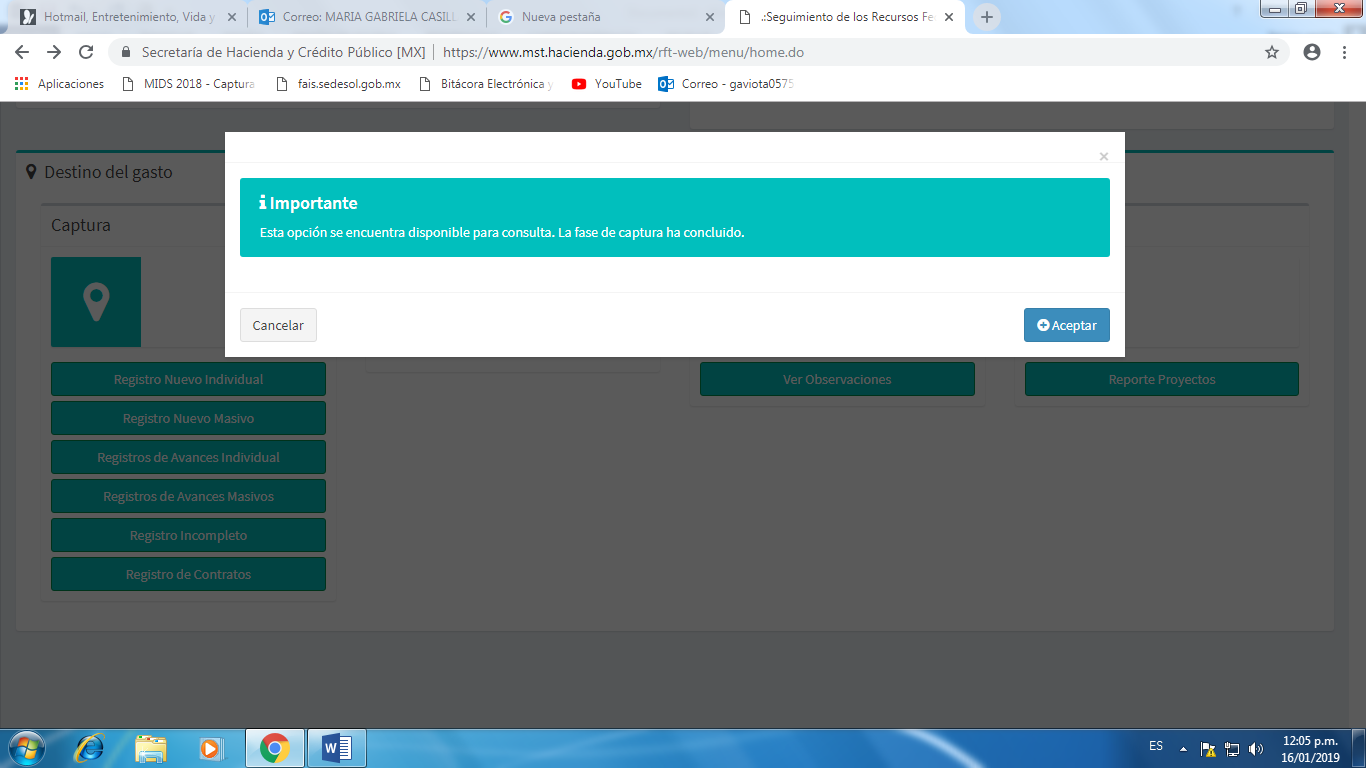 Hotmail, Entretenimiento, Vida y
Correo: MARIA GABRIELA CASILL
Nueva pestaña
.:Seguimiento de los Recursos Fe
Secretaría de Hacienda y Crédito Público [MX] | https://www.mst.hacienda.gob.mx/rft-web/menu/home.do
Aplicaciones
MIDS 2018 - Captura
fais.sedesol.gob.mx
Bitácora Electrónica y
YouTube
Correo - gaviota0575
Destino del gasto
Captura
×
Importante
Esta opción se encuentra disponible para consulta. La fase de captura ha concluido.
Cancelar
Aceptar
Registro Nuevo Individual
Registro Nuevo Masivo
Registros de Avances Individual
Registros de Avances Masivos
Registro Incompleto
Registro de Contratos
Ver Observaciones
Reporte Proyectos
ES
12:05 p.m.
16/01/2019